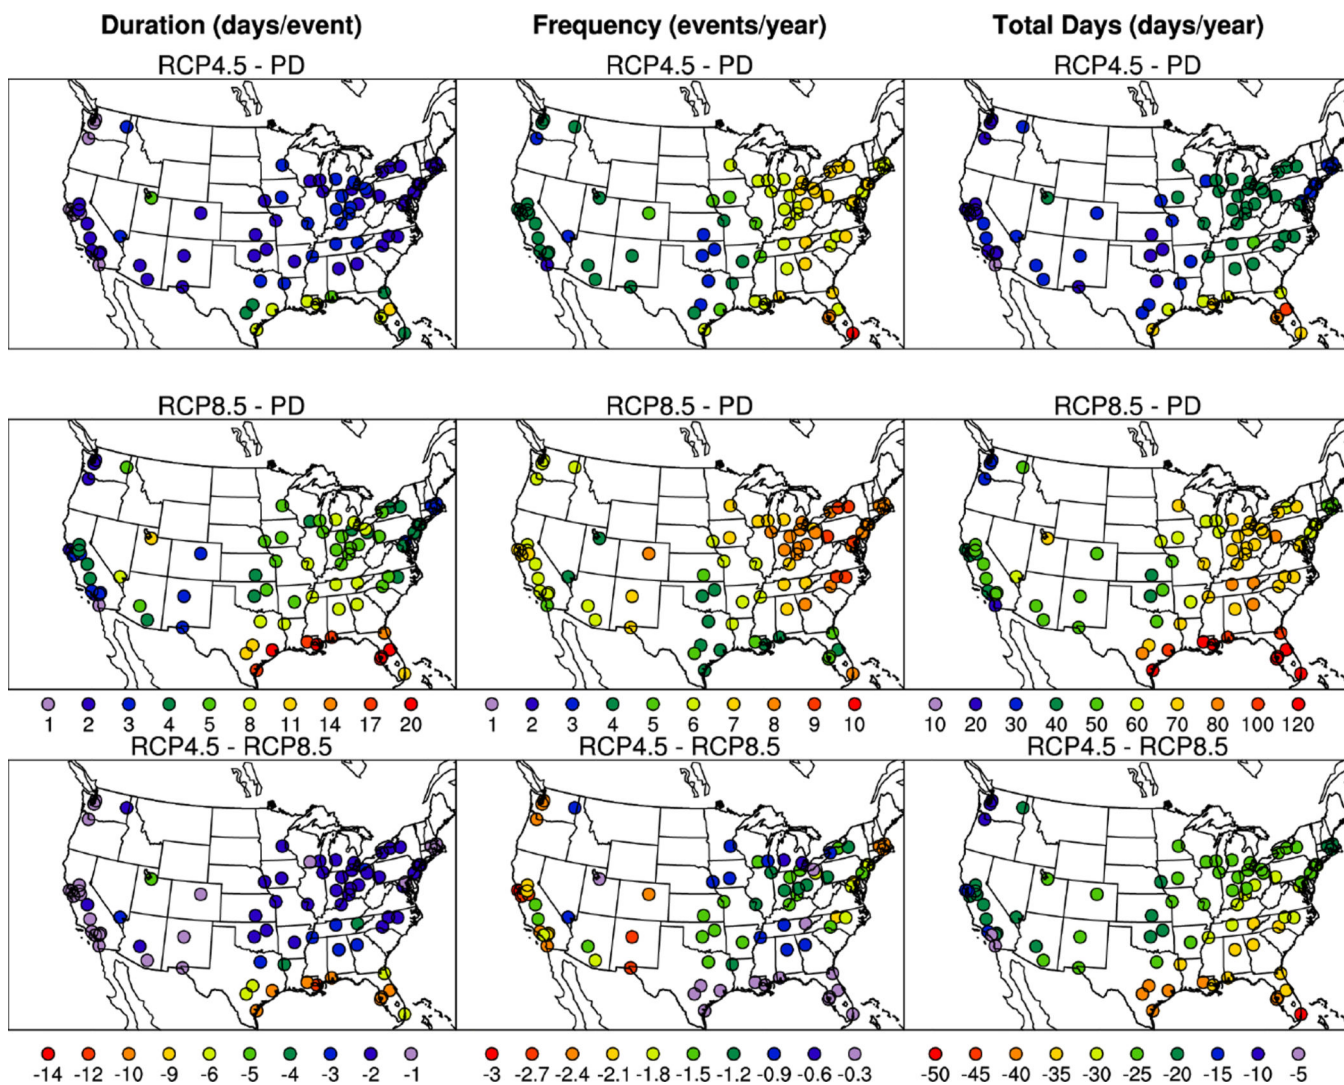 Duration (days/event) Frequency (events/year) Total Days (days/year)
RCP4.5 - PD RCP4.5 - PD RCP4.5 - PD
RCP8.5 - PD RCP8.5 - PD RCP8.5 - PD
1 2 3 4 5 8 11 14 17 20 1 2 3 4 5 6 7 8 9 10 10 20 30 40 50 60 70 80 100 120
RCP4.5 - RCP8.5 RCP4.5 - RCP8.5 RCP4.5 - RCP8.5
-14 -12 -10 -9 -6 -5 -4 -3 -2 -1 -3 -2.7 -2.4 -2.1 -1.8 -1.5 -1.2 -0.9 -0.6 -0.3 -50 -45 -40 -35 -30 -25 -20 -15 -10 -5